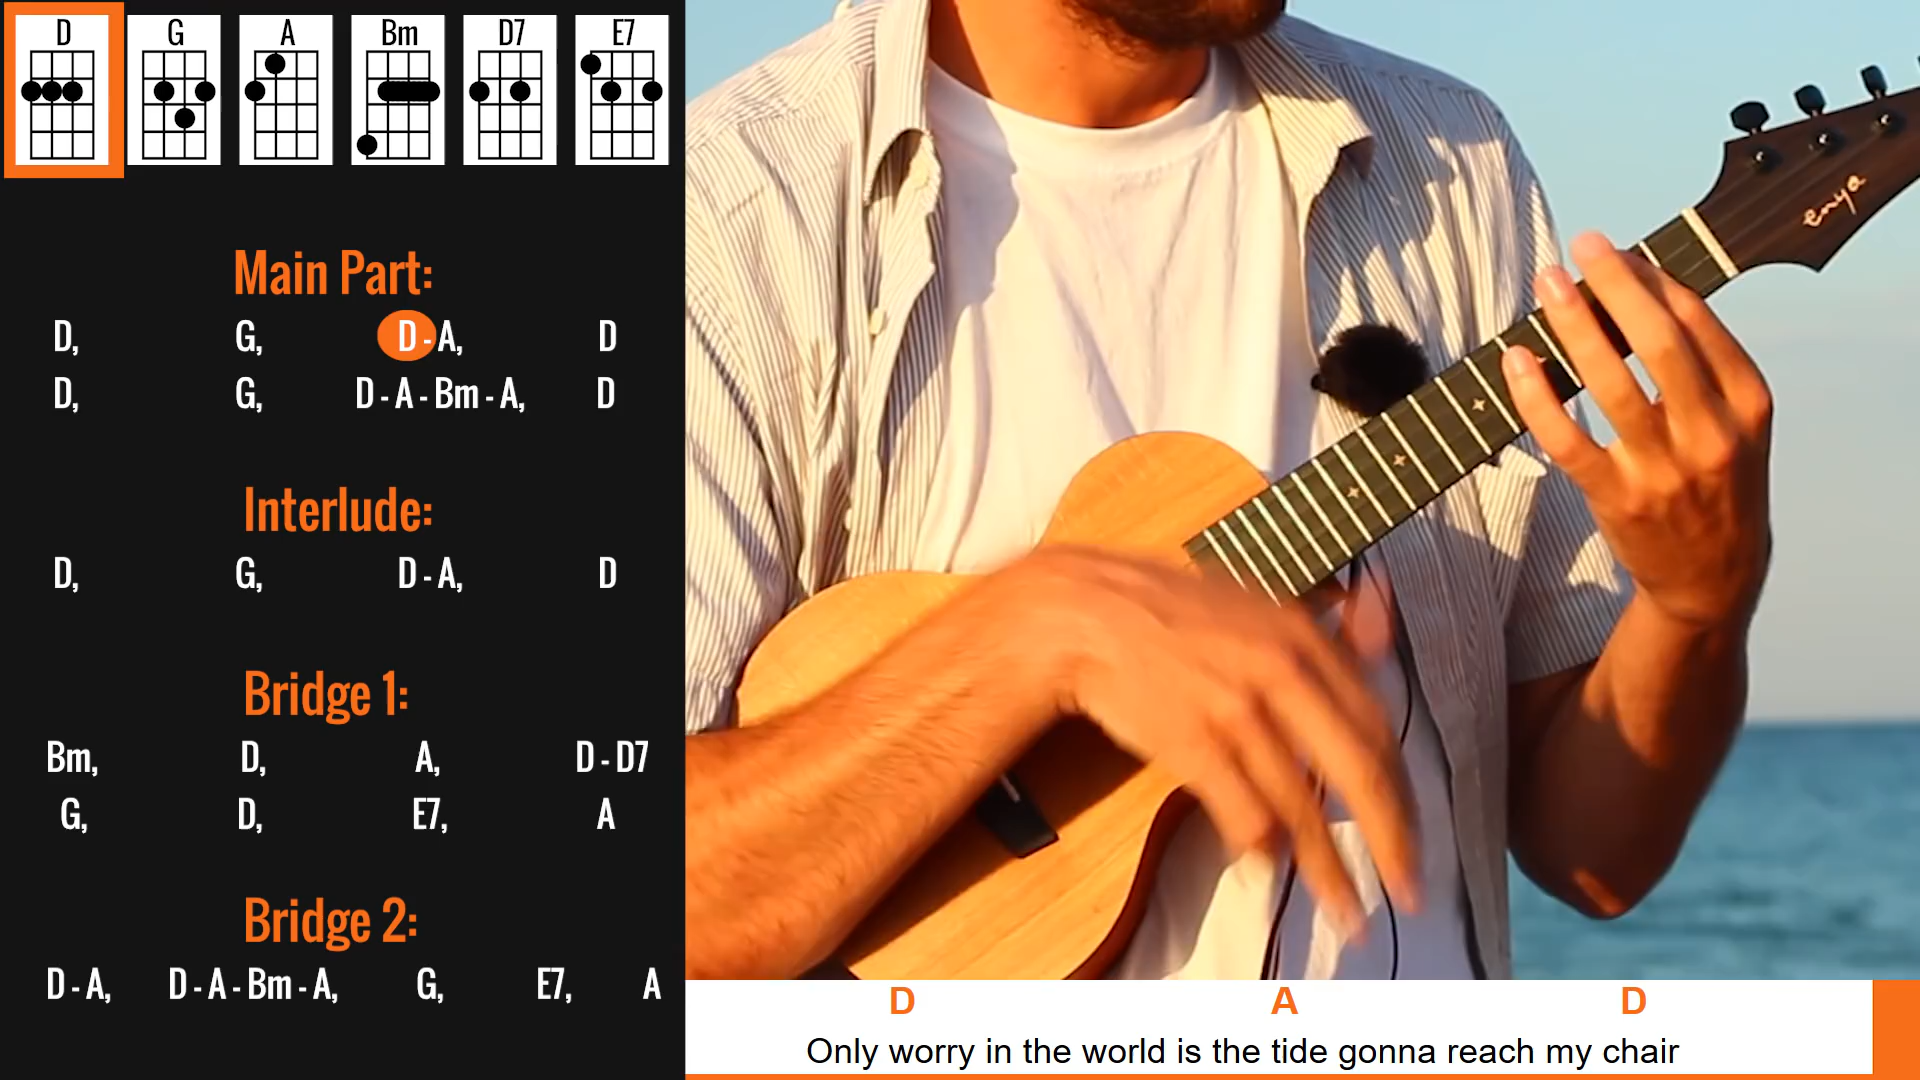 D G A Bm D7 E7
Main Part:
D, G, D - A, D
D, G, D - A - Bm - A, D
Interlude:
D, G, D - A, D
Bridge 1:
Bm, D, A, D - D7
G, D, E7, A
Bridge 2:
D - A, D - A - Bm - A, G, E7, A
enya
D A D
Only worry in the world is the tide gonna reach my chair